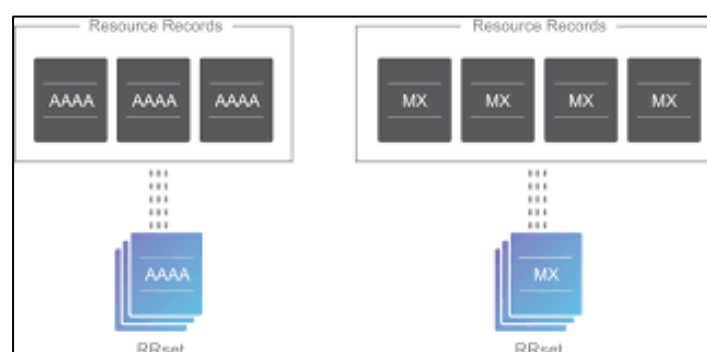 Resource Records
AAAA AAAA AAAA
Resource Records
MX MX MX MX
AAAA
MX
RRset
RRset